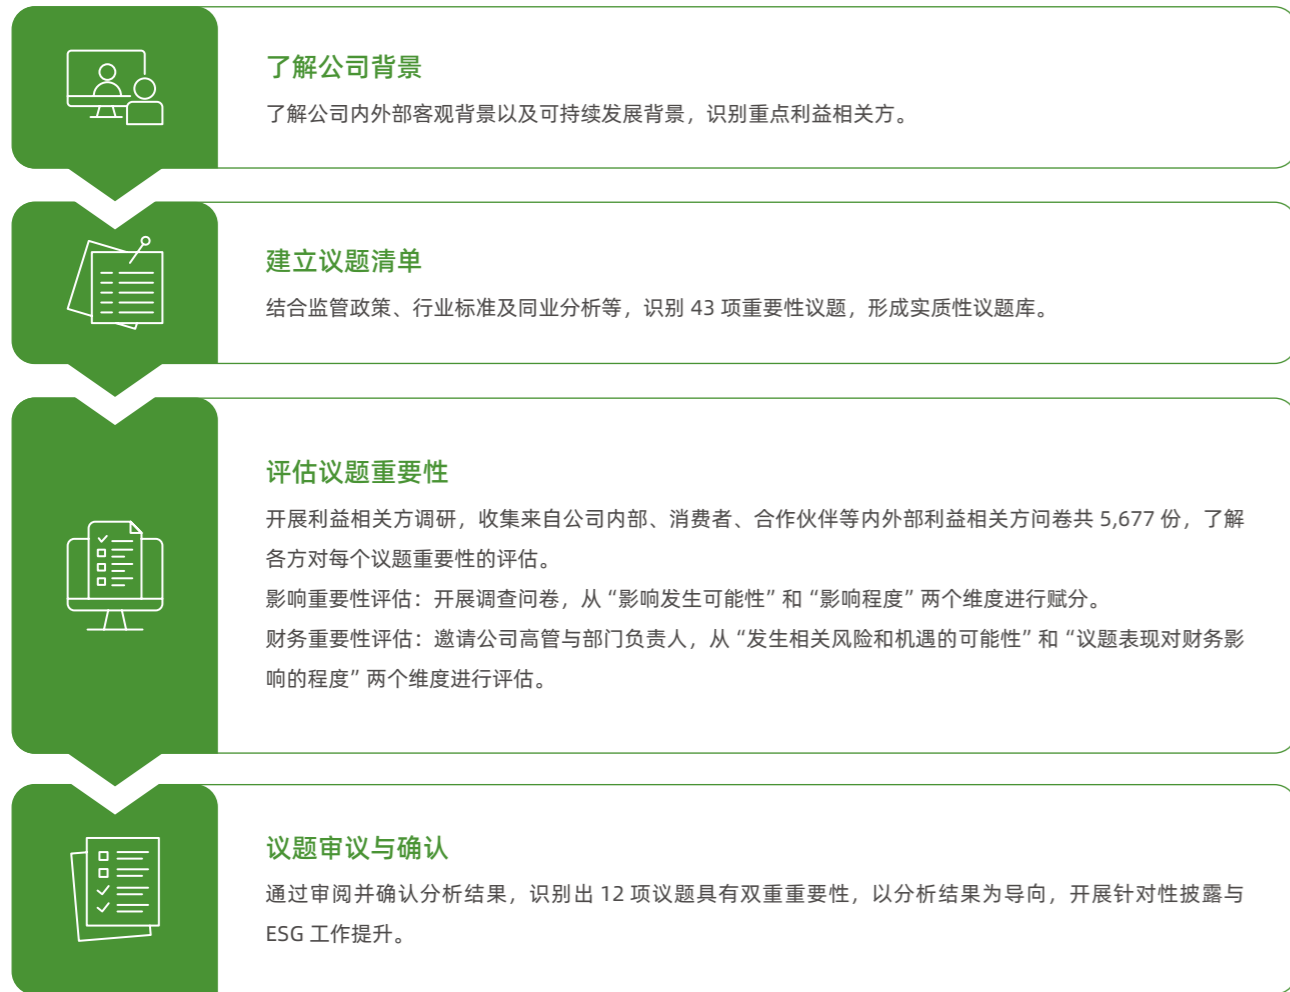 了解公司背景
了解公司内外部客观背景以及可持续发展背景，识别重点利益相关方。
建立议题清单
结合监管政策、行业标准及同业分析等，识别 43 项重要性议题，形成实质性议题库。
评估议题重要性
开展利益相关方调研，收集来自公司内部、消费者、合作伙伴等内外部利益相关方问卷共 5,677 份，了解
各方对每个议题重要性的评估。
影响重要性评估：开展调查问卷，从“影响发生可能性”和“影响程度”两个维度进行赋分。
财务重要性评估：邀请公司高管与部门负责人，从“发生相关风险和机遇的可能性”和“议题表现对财务影
响的程度”两个维度进行评估。
议题审议与确认
通过审阅并确认分析结果，识别出 12 项议题具有双重重要性，以分析结果为导向，开展针对性披露与
ESG 工作提升。